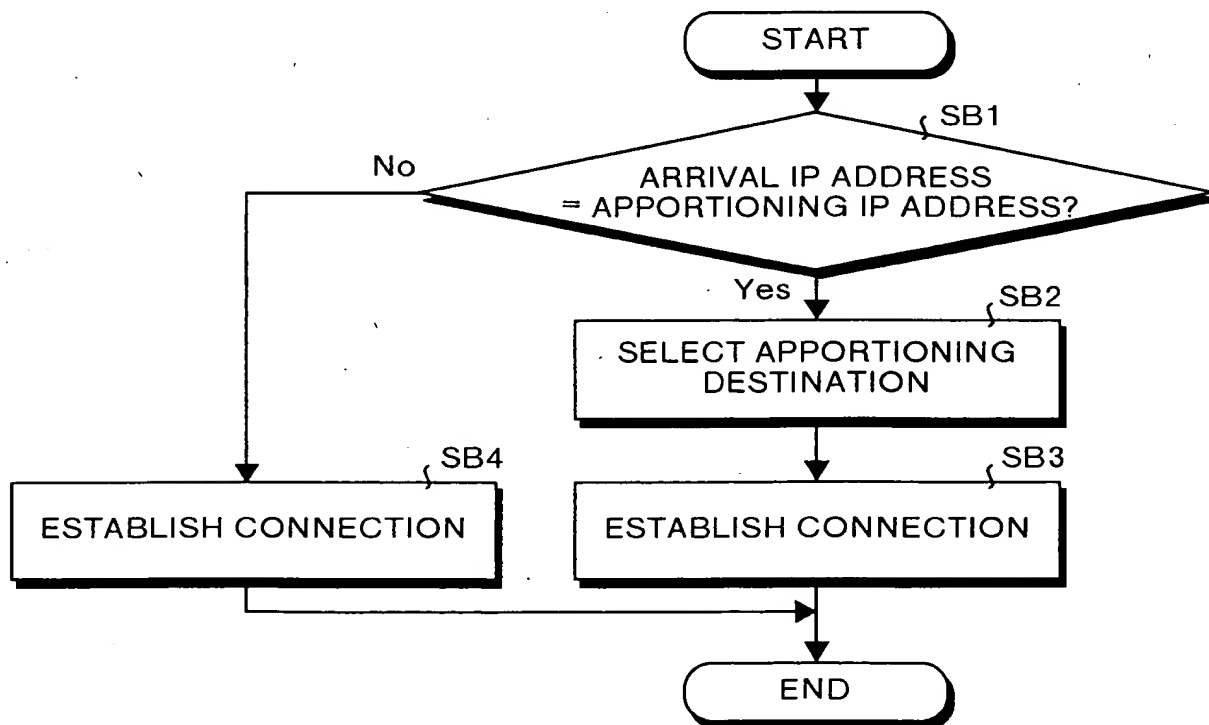 START
SB1
No
ARRIVAL IP ADDRESS
= APPORTIONING IP ADDRESS?
Yes
SB2
SELECT APPORTIONING
DESTINATION
SB4
SB3
ESTABLISH CONNECTION
ESTABLISH CONNECTION
END